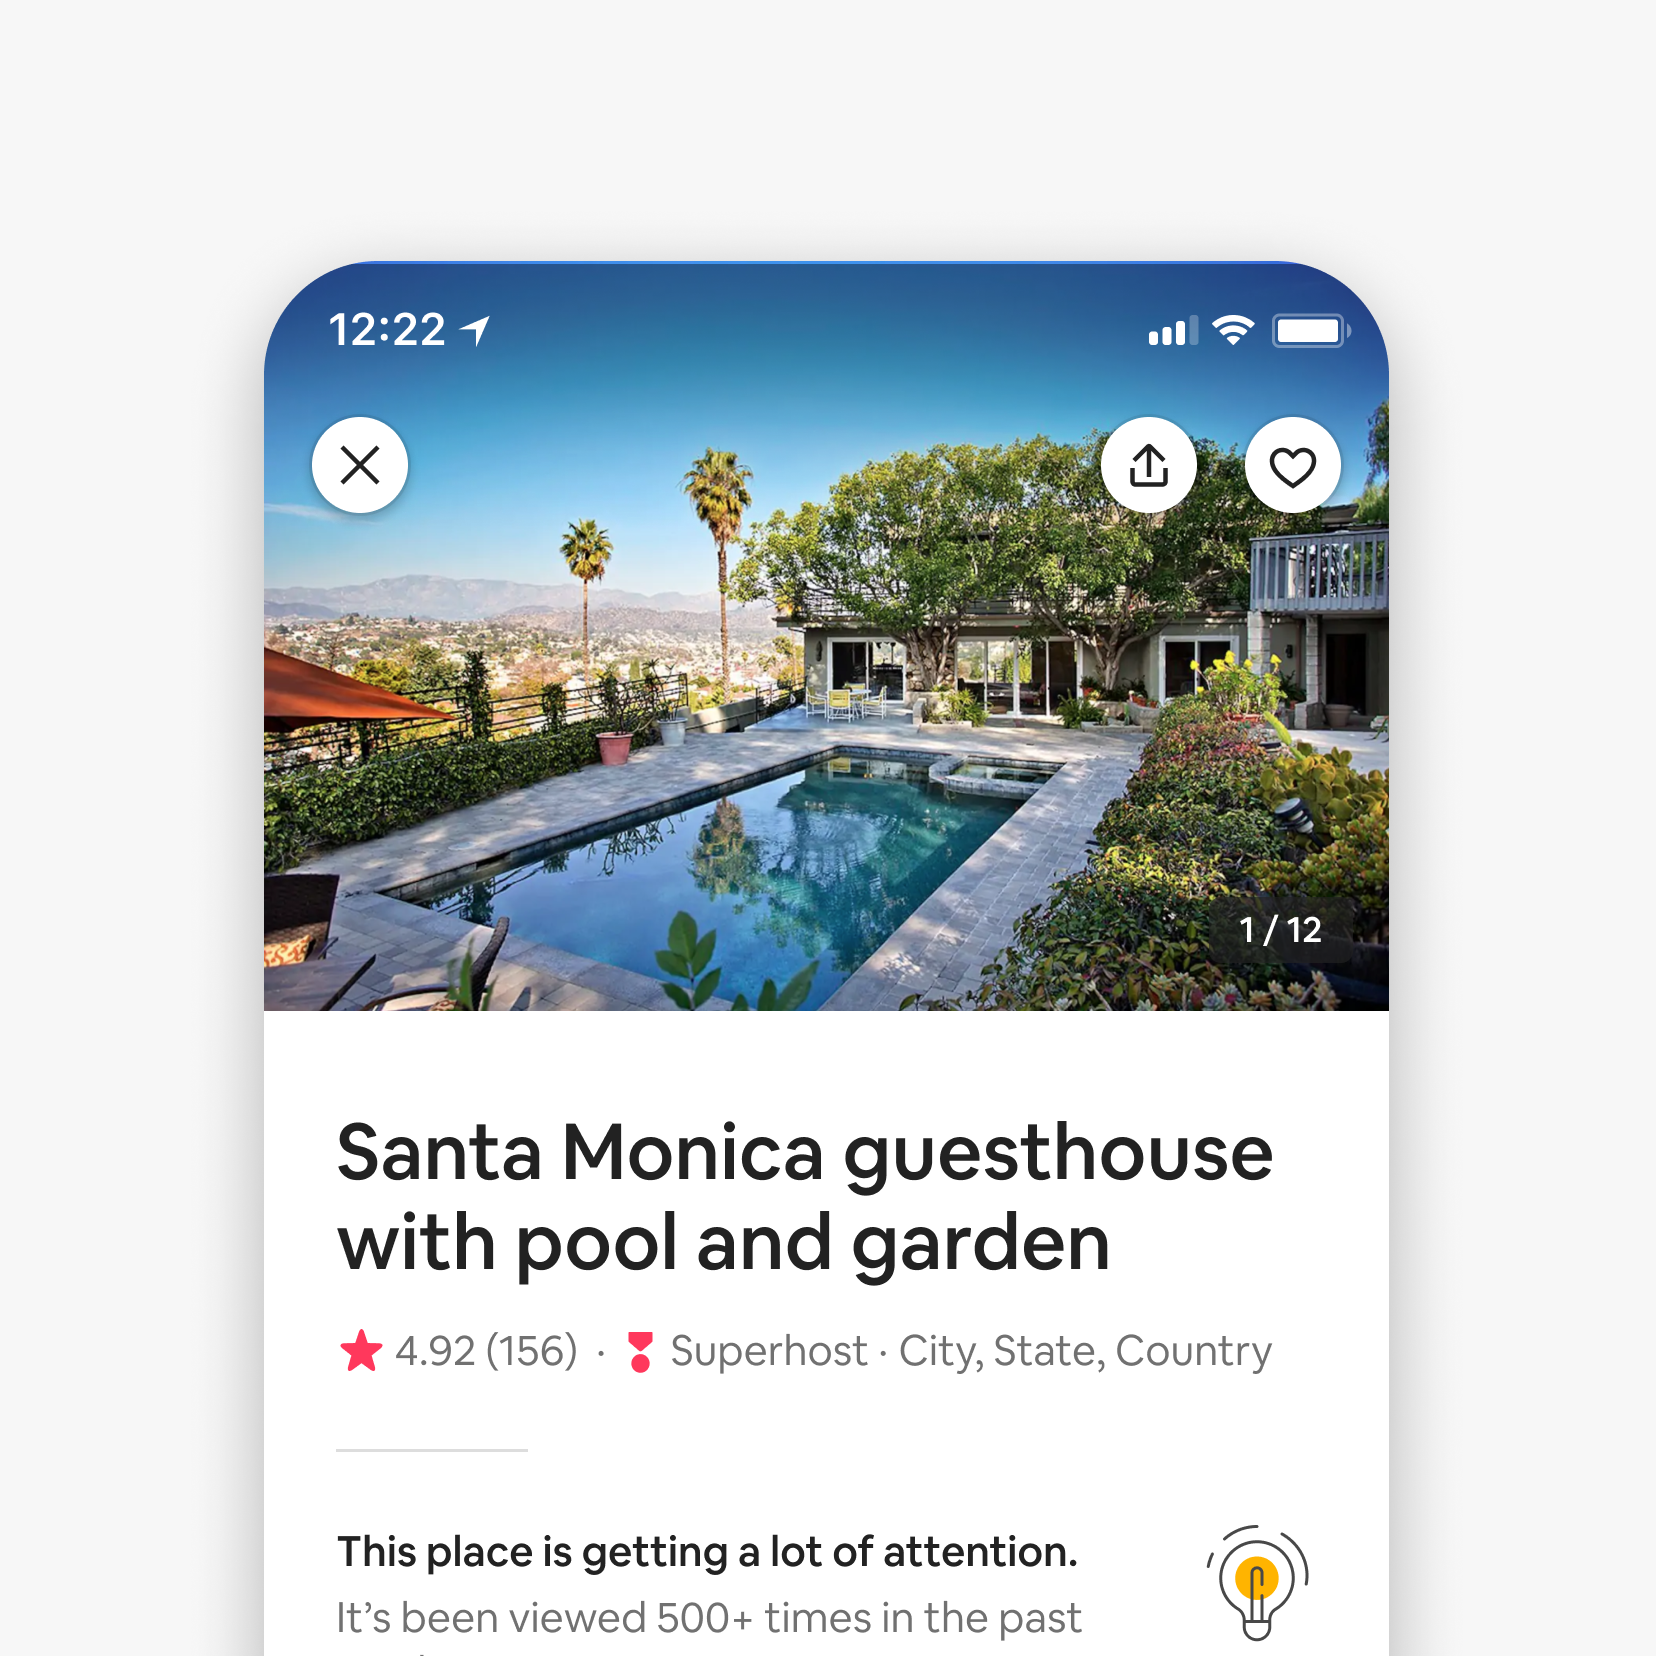 12:22
1 / 12
Santa Monica guesthouse
with pool and garden
4.92 (156) · Superhost · City, State, Country
This place is getting a lot of attention.
It’s been viewed 500+ times in the past